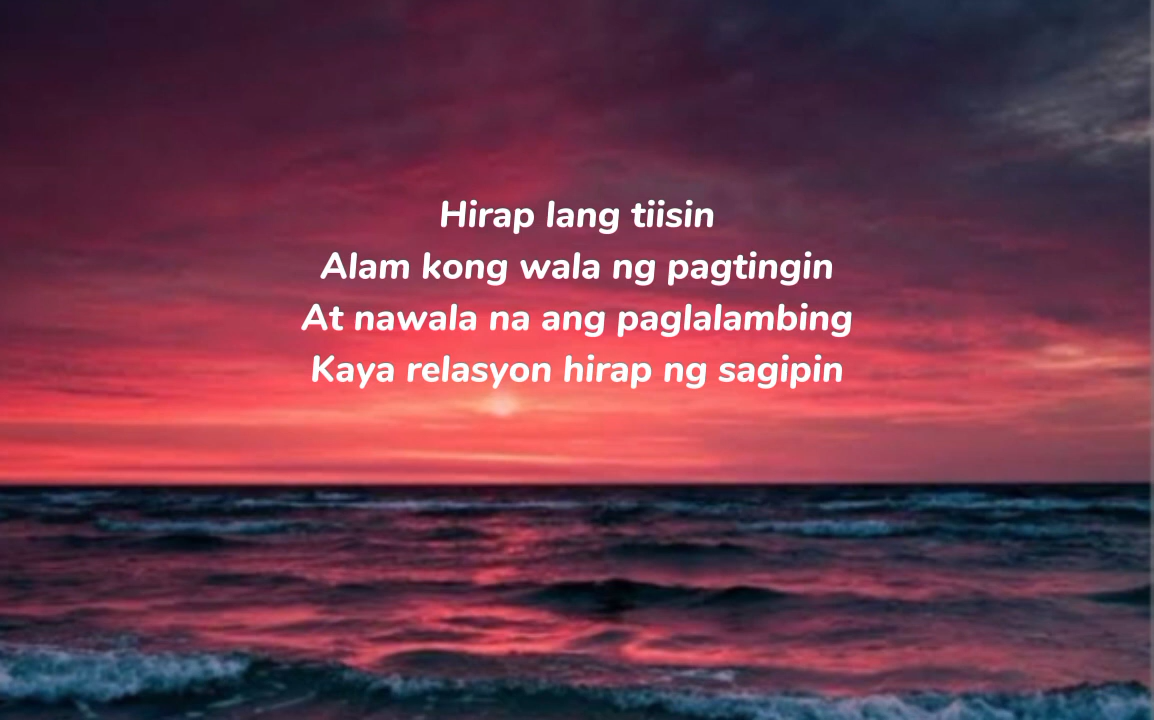 Hirap lang tiisin
Alam kong wala ng pagtingin
At nawala na ang paglalambing
Kaya relasyon hirap ng sagipin